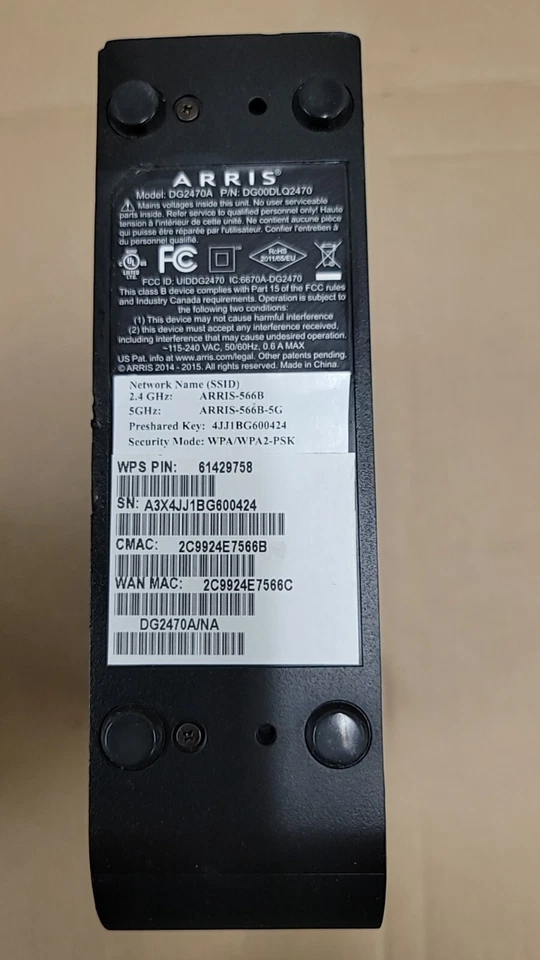 ARRIS®
Model: DG2470A P/N: DG00DLQ2470
Mains voltages inside this unit. No user serviceable
parts inside. Refer service to qualified personnel only! Haute
tension à l'intérieur de cette unité. Ne contient aucune pièce
qui puisse être réparée par l'utilisateur. Confier l'entretien à
du personnel qualifié.
c UL US
LISTED
I.T.E.
FC
RoHS
2011/65/EU
FCC ID: UIDDG2470 IC:6670A-DG2470
This class B device complies with Part 15 of the FCC rules
and Industry Canada requirements. Operation is subject to
the following two conditions:
(1) This device may not cause harmful interference
(2) this device must accept any interference received,
including interference that may cause undesired operation.
~115-240 VAC, 50/60Hz, 0.6 A MAX
US Pat. info at www.arris.com/legal. Other patents pending.
© ARRIS 2014 - 2015. All rights reserved. Made in China.
Network Name (SSID)
2.4 GHz: ARRIS-566B
5GHz: ARRIS-566B-5G
Preshared Key: 4JJ1BG600424
Security Mode: WPA/WPA2-PSK
WPS PIN: 61429758
SN: A3X4JJ1BG600424
CMAC: 2C9924E7566B
WAN MAC: 2C9924E7566C
DG2470A/NA